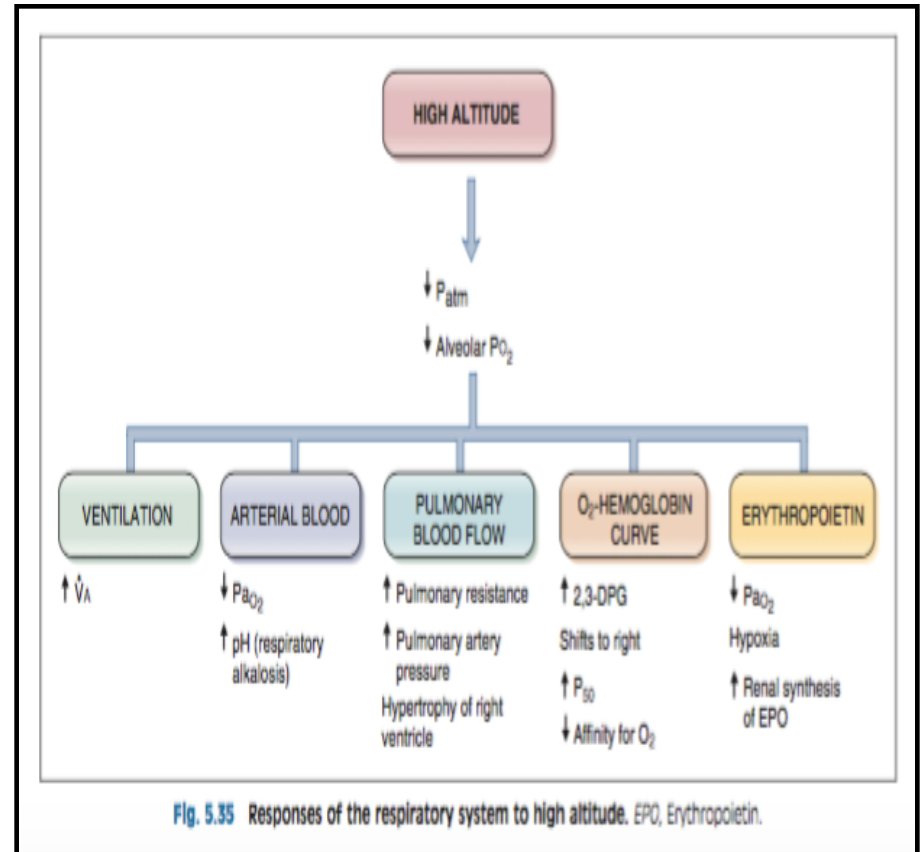 HIGH ALTITUDE
↓ Patm
↓ Alveolar PO2
VENTILATION
↑ V̇A
ARTERIAL BLOOD
↓ PaO2
↑ pH (respiratory
alkalosis)
PULMONARY
BLOOD FLOW
↑ Pulmonary resistance
↑ Pulmonary artery
pressure
Hypertrophy of right
ventricle
O2-HEMOGLOBIN
CURVE
↑ 2,3-DPG
Shifts to right
↑ P50
↓ Affinity for O2
ERYTHROPOIETIN
↓ PaO2
Hypoxia
↑ Renal synthesis
of EPO
Fig. 5.35 Responses of the respiratory system to high altitude. EPO, Erythropoietin.